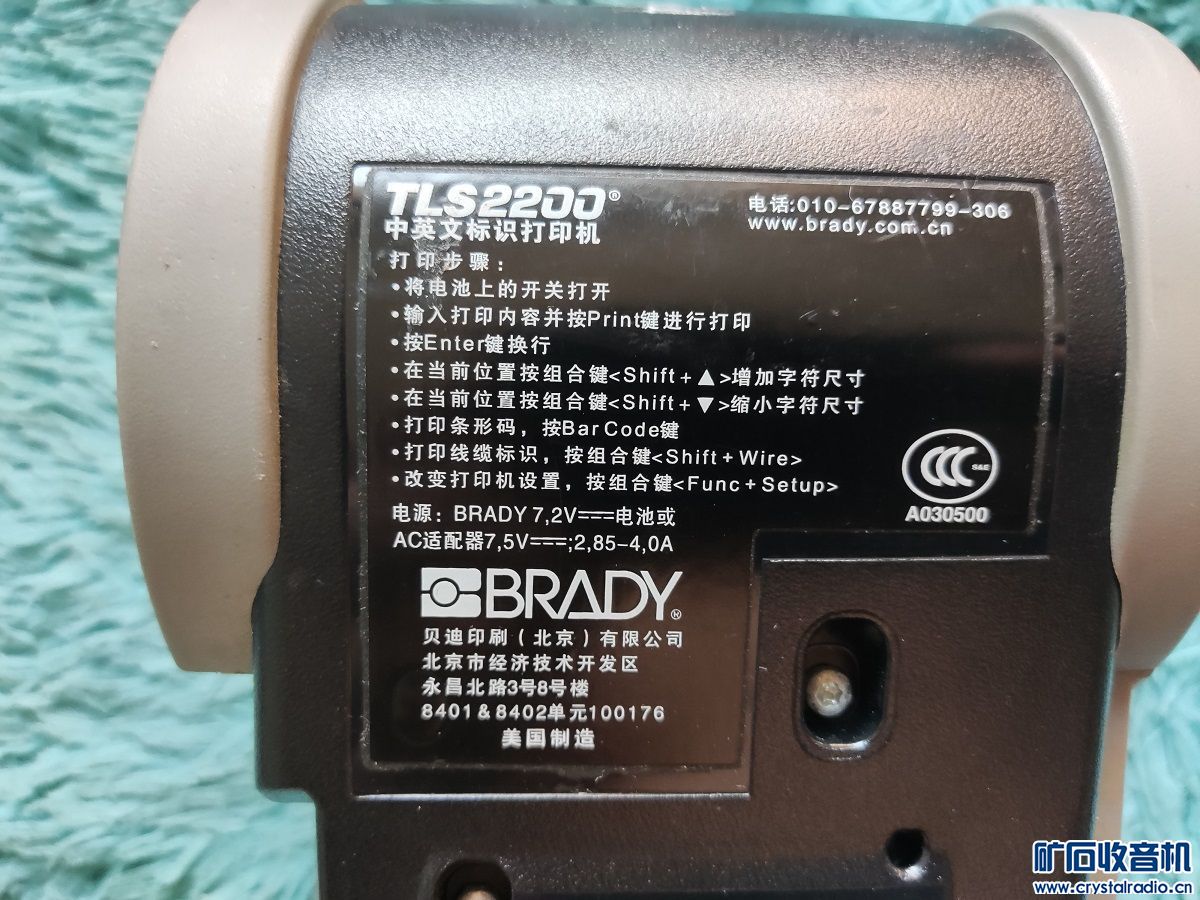 TLS2200®
中英文标识打印机
电话:010-67887799-306
www.brady.com.cn
打印步骤：
•将电池上的开关打开
•输入打印内容并按Print键进行打印
•按Enter键换行
•在当前位置按组合键<Shift+▲>增加字符尺寸
•在当前位置按组合键<Shift+▼>缩小字符尺寸
•打印条形码，按Bar Code键
•打印线缆标识，按组合键<Shift+Wire>
•改变打印机设置，按组合键<Func+Setup>
CCC S&E
A030500
电源：BRADY 7,2V⎓电池或
AC适配器7,5V⎓;2,85-4,0A
BRADY®
贝迪印刷（北京）有限公司
北京市经济技术开发区
永昌北路3号8号楼
8401&8402单元100176
美国制造
矿石收音机
www.crystalradio.cn